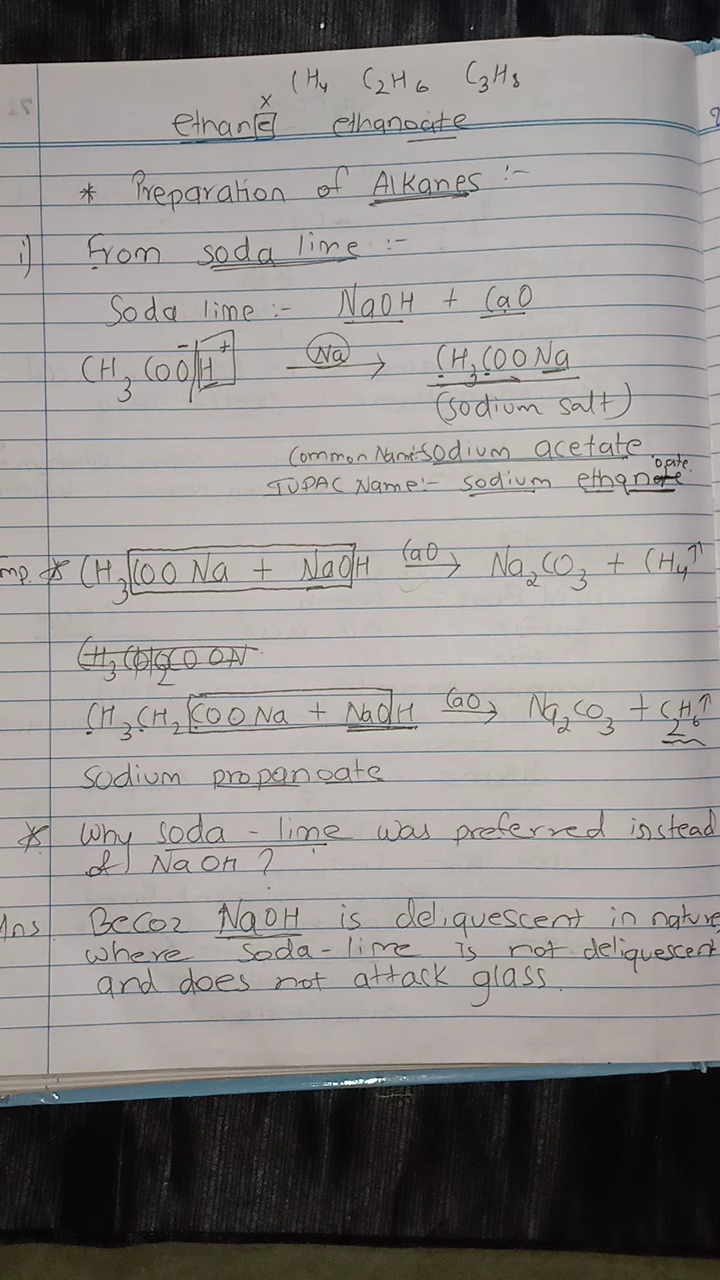 CH4 C2H6 C3H8
x
ethane ethanoate
* Preparation of Alkanes :-
i) From soda lime :-
Soda lime :- NaOH + CaO
CH3COO⁻H⁺ Na → CH3COONa
(sodium salt)
Common Name:- sodium acetate
IUPAC Name:- sodium ethanoate
Imp. * CH3COONa + NaOH CaO → Na2CO3 + CH4↑
CH3CH2COONa + NaOH CaO → Na2CO3 + C2H6↑
sodium propanoate
* Why soda-lime was preferred instead
of NaOH ?
Ans Becoz NaOH is deliquescent in nature
where soda-lime is not deliquescent
and does not attack glass.